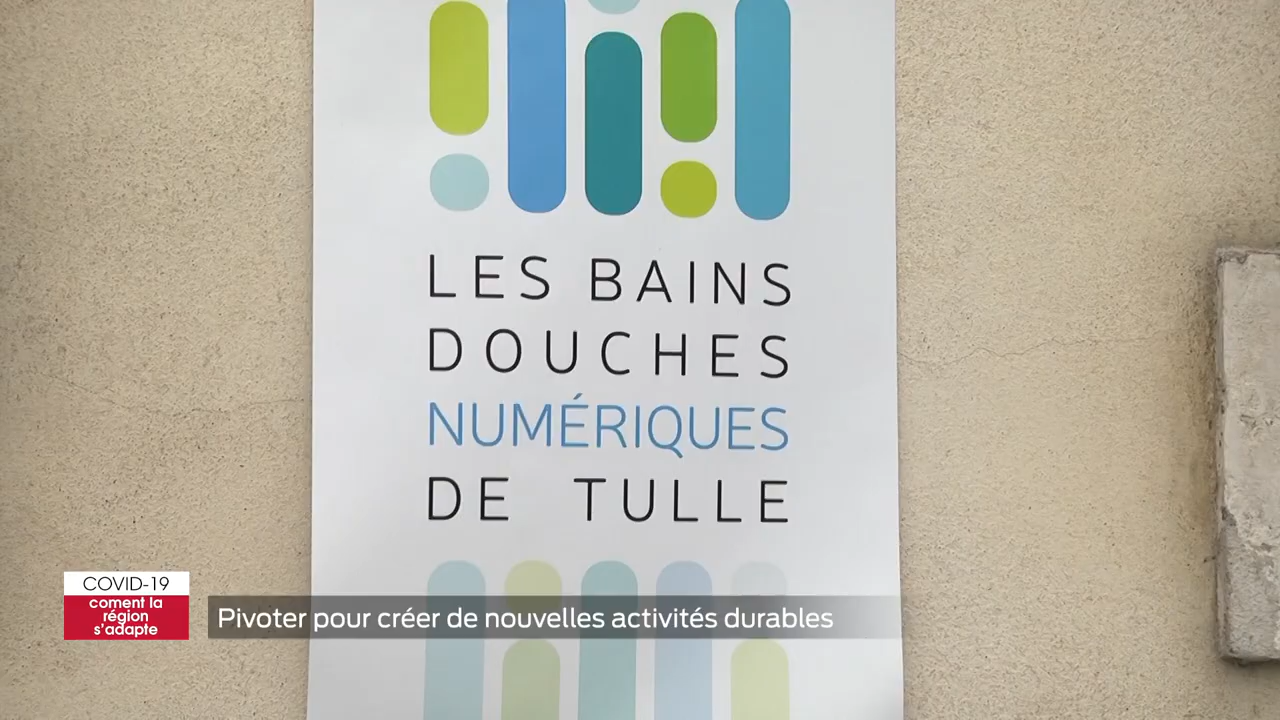 LES BAINS
DOUCHES
NUMÉRIQUES
DE TULLE
COVID-19
coment la
région
s'adapte
Pivoter pour créer de nouvelles activités durables